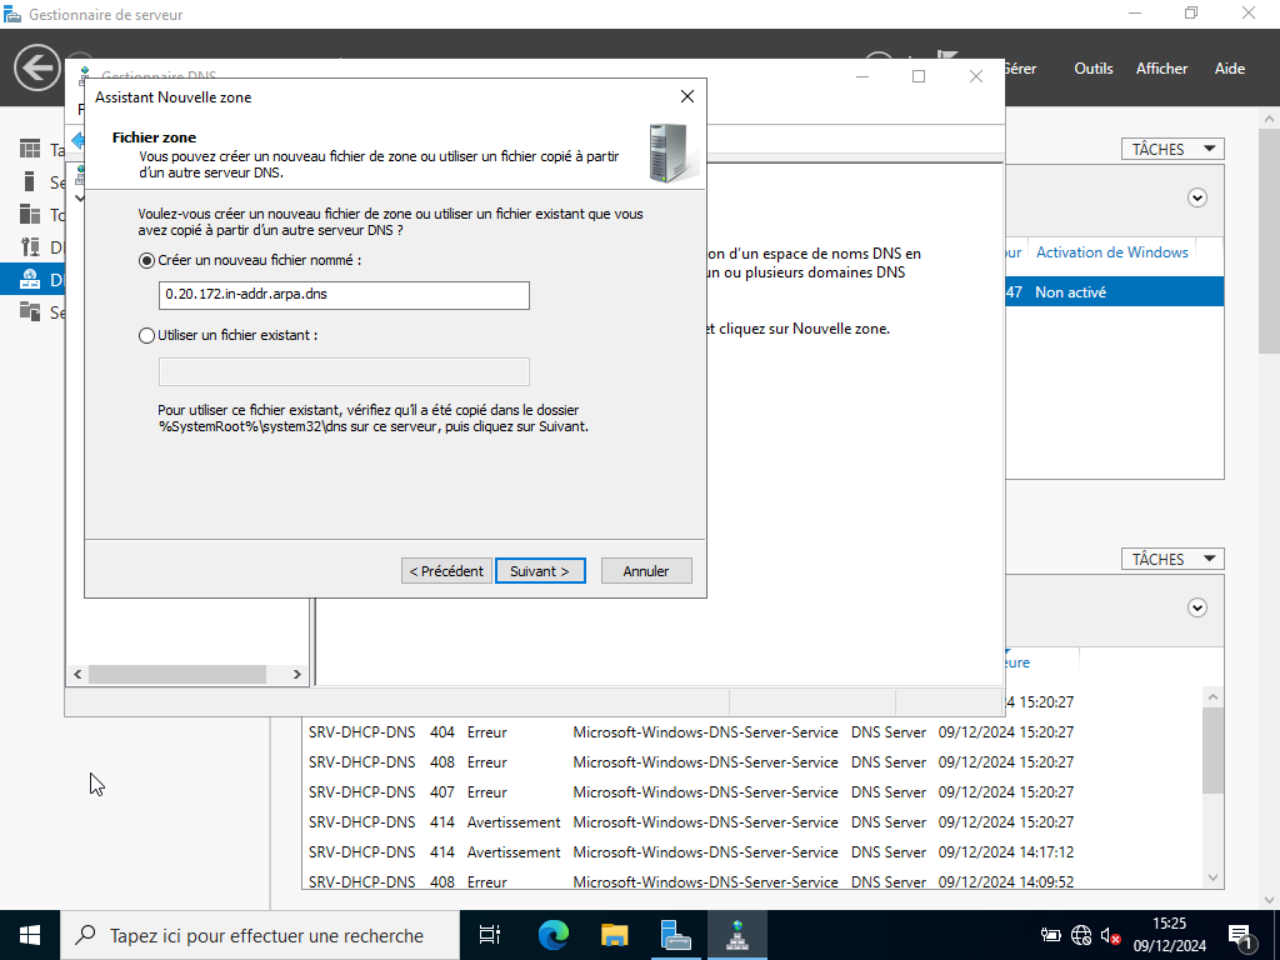 Gestionnaire de serveur
Gérer
Outils
Afficher
Aide
Gestionnaire DNS
Assistant Nouvelle zone
Fichier zone
Vous pouvez créer un nouveau fichier de zone ou utiliser un fichier copié à partir
d'un autre serveur DNS.
Voulez-vous créer un nouveau fichier de zone ou utiliser un fichier existant que vous
avez copié à partir d'un autre serveur DNS ?
Créer un nouveau fichier nommé :
0.20.172.in-addr.arpa.dns
Utiliser un fichier existant :
Pour utiliser ce fichier existant, vérifiez qu'il a été copié dans le dossier
%SystemRoot%\system32\dns sur ce serveur, puis cliquez sur Suivant.
< Précédent
Suivant >
Annuler
on d'un espace de noms DNS en
un ou plusieurs domaines DNS
et cliquez sur Nouvelle zone.
TÂCHES
our
Activation de Windows
47 Non activé
TÂCHES
eure
4 15:20:27
SRV-DHCP-DNS 404 Erreur Microsoft-Windows-DNS-Server-Service DNS Server 09/12/2024 15:20:27
SRV-DHCP-DNS 408 Erreur Microsoft-Windows-DNS-Server-Service DNS Server 09/12/2024 15:20:27
SRV-DHCP-DNS 407 Erreur Microsoft-Windows-DNS-Server-Service DNS Server 09/12/2024 15:20:27
SRV-DHCP-DNS 414 Avertissement Microsoft-Windows-DNS-Server-Service DNS Server 09/12/2024 15:20:27
SRV-DHCP-DNS 414 Avertissement Microsoft-Windows-DNS-Server-Service DNS Server 09/12/2024 14:17:12
SRV-DHCP-DNS 408 Erreur Microsoft-Windows-DNS-Server-Service DNS Server 09/12/2024 14:09:52
Tapez ici pour effectuer une recherche
15:25
09/12/2024
1